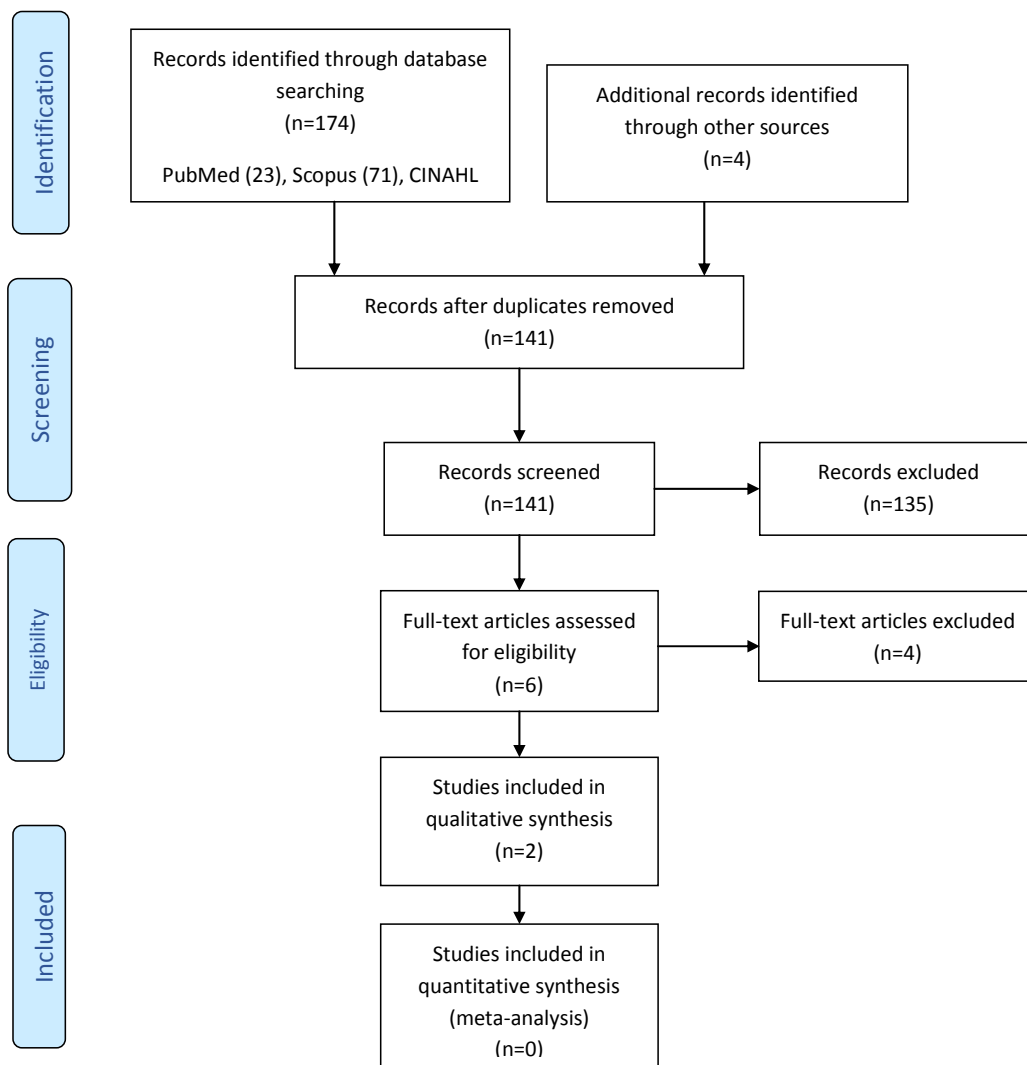 Identification
Records identified through database
searching
(n=174)
PubMed (23), Scopus (71), CINAHL
Additional records identified
through other sources
(n=4)
Screening
Records after duplicates removed
(n=141)
Records screened
(n=141)
Records excluded
(n=135)
Eligibility
Full-text articles assessed
for eligibility
(n=6)
Full-text articles excluded
(n=4)
Studies included in
qualitative synthesis
(n=2)
Included
Studies included in
quantitative synthesis
(meta-analysis)
(n=0)